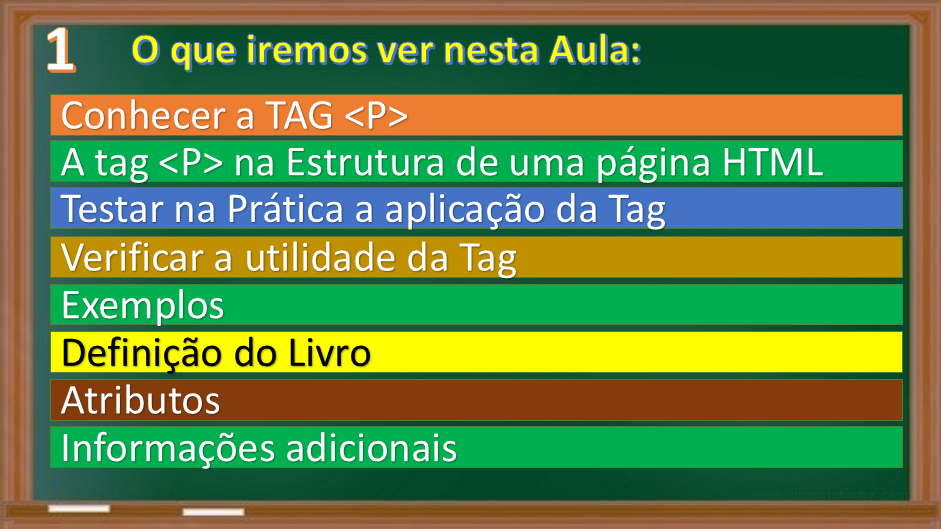 1
O que iremos ver nesta Aula:
Conhecer a TAG <P>
A tag <P> na Estrutura de uma página HTML
Testar na Prática a aplicação da Tag
Verificar a utilidade da Tag
Exemplos
Definição do Livro
Atributos
Informações adicionais